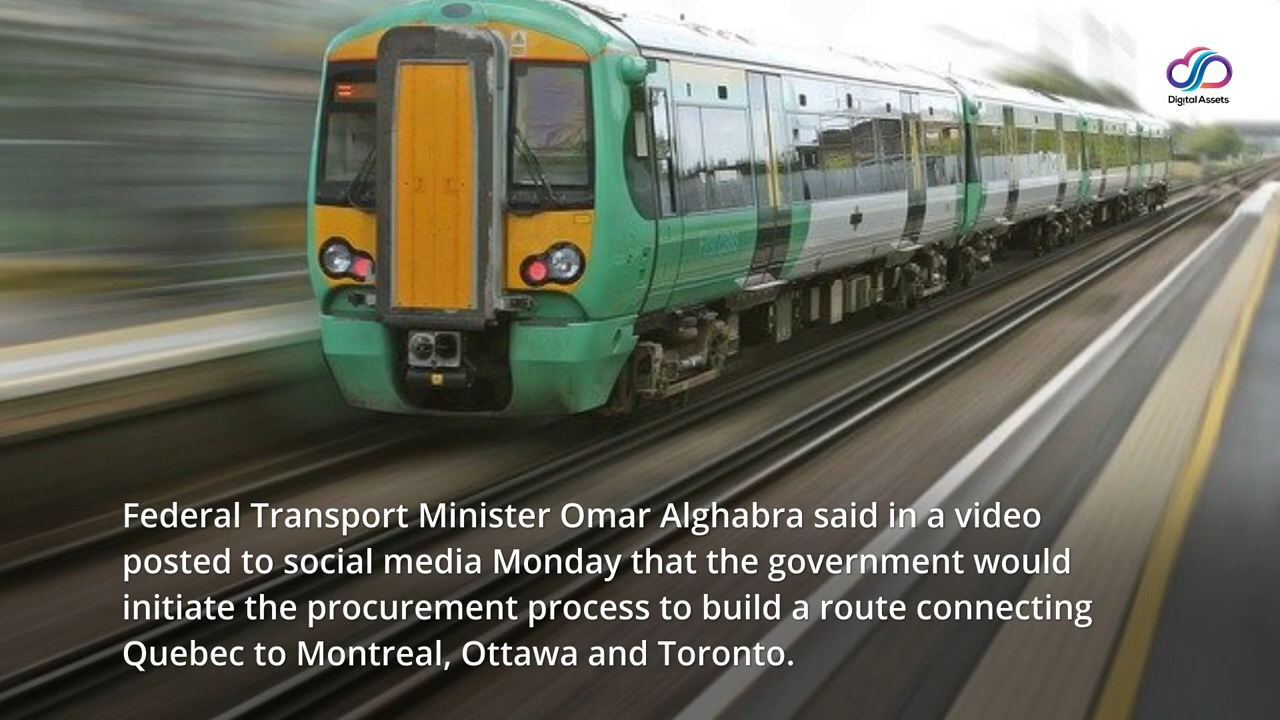 Digital Assets
Federal Transport Minister Omar Alghabra said in a video
posted to social media Monday that the government would
initiate the procurement process to build a route connecting
Quebec to Montreal, Ottawa and Toronto.